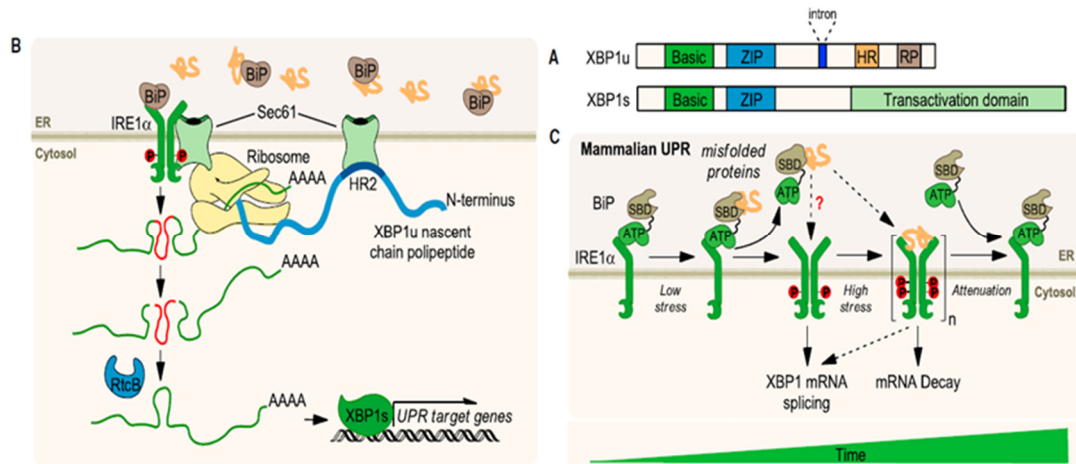 A
intron
XBP1u
Basic
ZIP
HR
RP
XBP1s
Basic
ZIP
Transactivation domain
B
BiP
BiP
BiP
BiP
IRE1α
Sec61
ER
Cytosol
P
P
Ribosome
AAAA
HR2
N-terminus
XBP1u nascent
chain polipeptide
AAAA
RtcB
AAAA
XBP1s
UPR target genes
C
Mammalian UPR
misfolded
proteins
SBD
ATP
?
SBD
ATP
BiP
SBD
ATP
SBD
ATP
SBD
ATP
IRE1α
ER
Cytosol
Low
stress
P
P
High
stress
P
P
P
P
n
Attenuation
XBP1 mRNA
splicing
mRNA Decay
Time